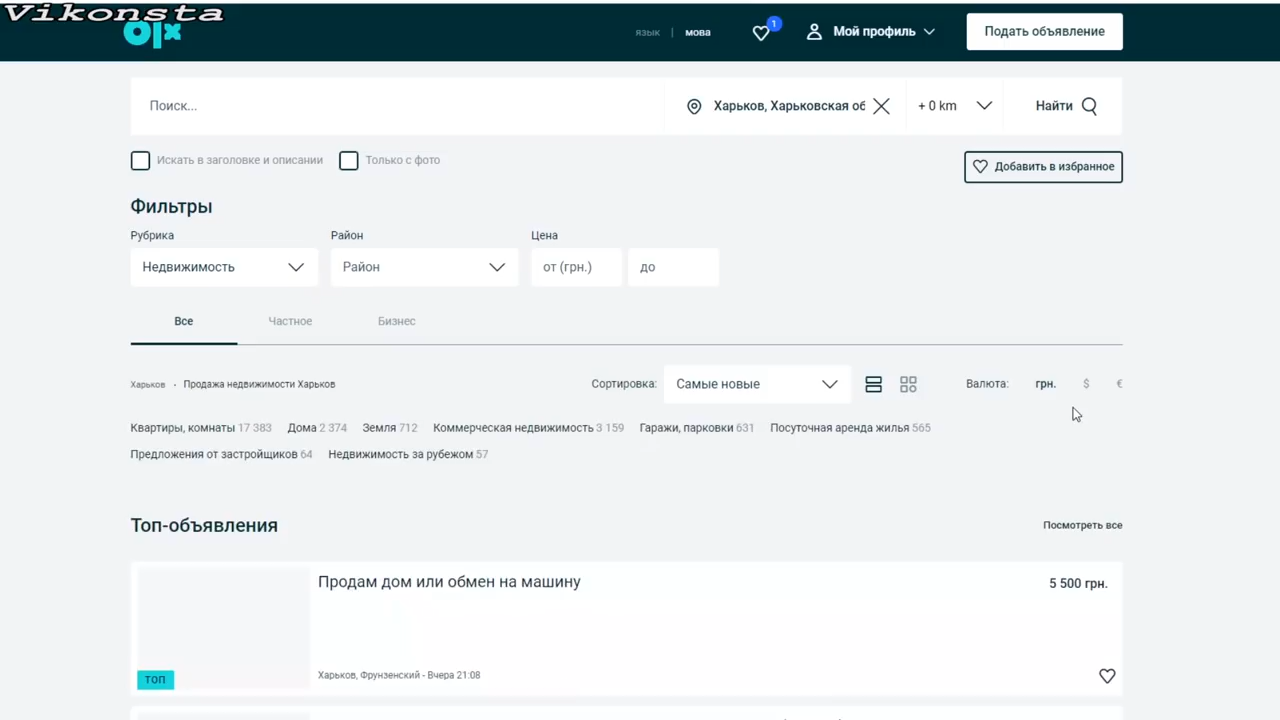 Vikonsta
olx
язык | мова
1
Мой профиль
Подать объявление
Поиск...
Харьков, Харьковская об
+ 0 km
Найти
Искать в заголовке и описании
Только с фото
Добавить в избранное
Фильтры
Рубрика
Район
Цена
Недвижимость
Район
от (грн.)
до
Все
Частное
Бизнес
Харьков • Продажа недвижимости Харьков
Сортировка:
Самые новые
Валюта:
грн.
$
€
Квартиры, комнаты 17 383 Дома 2 374 Земля 712 Коммерческая недвижимость 3 159 Гаражи, парковки 631 Посуточная аренда жилья 565
Предложения от застройщиков 64 Недвижимость за рубежом 57
Топ-объявления
Посмотреть все
Продам дом или обмен на машину
5 500 грн.
Харьков, Фрунзенский - Вчера 21:08
ТОП